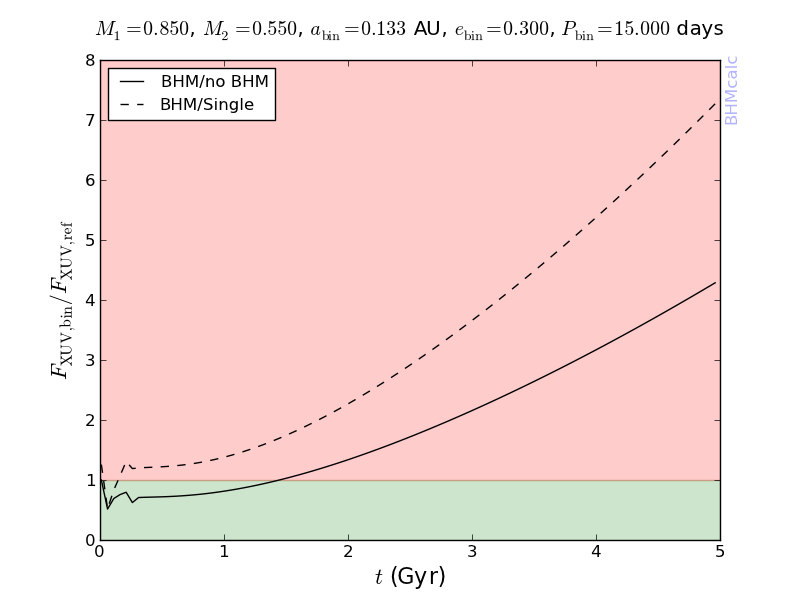 M₁ =0.850, M₂ =0.550, a_bin =0.133 AU, e_bin =0.300, P_bin =15.000 days
8
7
6
5
4
3
2
1
0
BHM/no BHM
BHM/Single
BHMcalc
F_XUV,bin/F_XUV,ref
0 1 2 3 4 5
t (Gyr)